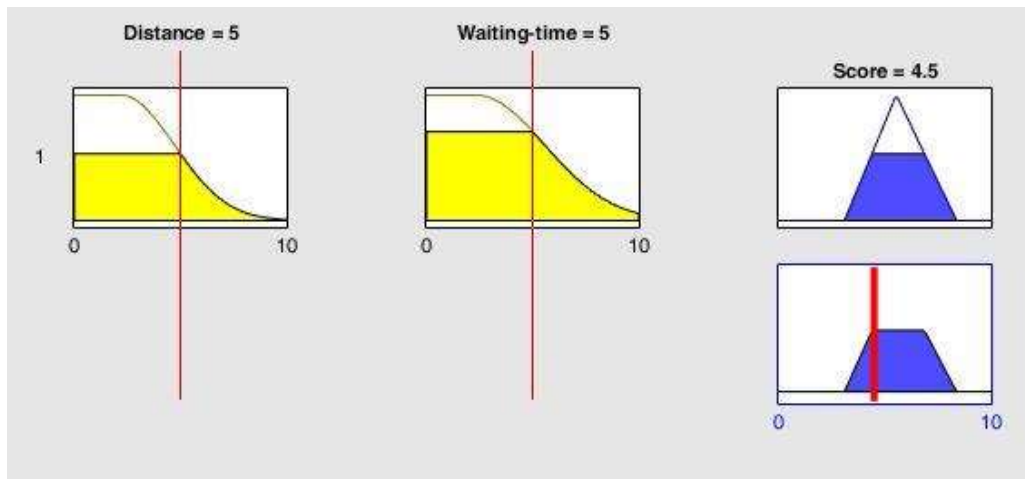 Distance = 5
Waiting-time = 5
Score = 4.5
1
0 10
0 10
0 10